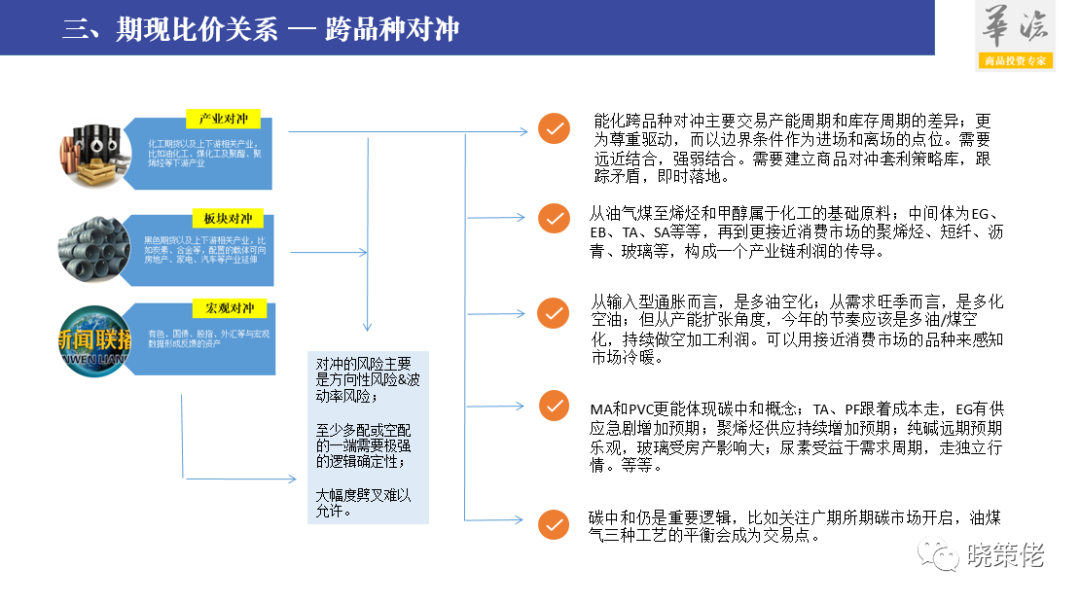 三、期现比价关系 — 跨品种对冲
華滄
商品投资专家
产业对冲
化工期货以及上下游相关产业，
比如油化工、煤化工及聚酯、聚
烯烃等下游产业
板块对冲
黑色期货以及上下游相关产业，比
如炭素、合金等，配置的载体可向
房地产、家电、汽车等产业延伸
宏观对冲
有色、国债、股指、外汇等与宏观
数据形成反馈的资产
新闻联播
NWEN LIAN
对冲的风险主要
是方向性风险&波
动率风险；
至少多配或空配
的一端需要极强
的逻辑确定性；
大幅度劈叉难以
允许。
能化跨品种对冲主要交易产能周期和库存周期的差异；更
为尊重驱动，而以边界条件作为进场和离场的点位。需要
远近结合，强弱结合。需要建立商品对冲套利策略库，跟
踪矛盾，即时落地。
从油气煤至烯烃和甲醇属于化工的基础原料；中间体为EG、
EB、TA、SA等等，再到更接近消费市场的聚烯烃、短纤、沥
青、玻璃等，构成一个产业链利润的传导。
从输入型通胀而言，是多油空化；从需求旺季而言，是多化
空油；但从产能扩张角度，今年的节奏应该是多油/煤空
化，持续做空加工利润。可以用接近消费市场的品种来感知
市场冷暖。
MA和PVC更能体现碳中和概念；TA、PF跟着成本走，EG有供
应急剧增加预期；聚烯烃供应持续增加预期；纯碱远期预期
乐观，玻璃受房产影响大；尿素受益于需求周期，走独立行
情。等等。
碳中和仍是重要逻辑，比如关注广期所期碳市场开启，油煤
气三种工艺的平衡会成为交易点。
晓策佬